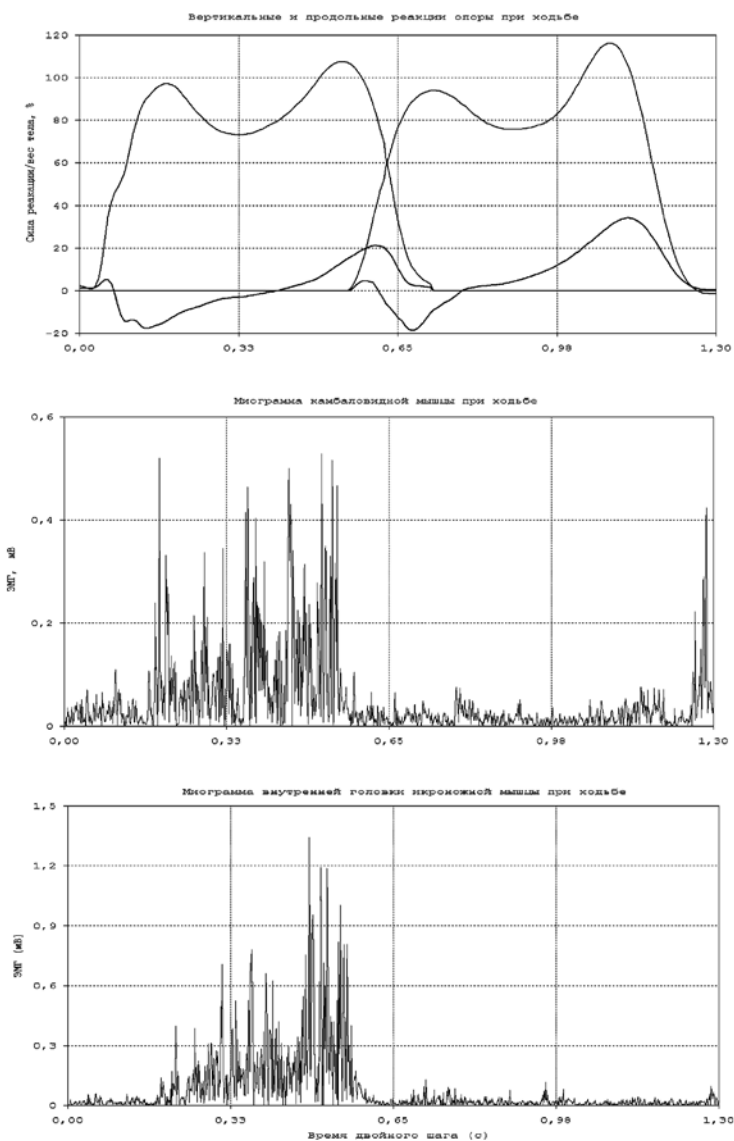 Вертикальные и продольные реакции опоры при ходьбе
120
100
80
60
40
20
0
-20
Сила реакации/вес тела, %
0,00 0,33 0,65 0,98 1,30
Миограмма камбаловидной мышцы при ходьбе
0,6
0,4
0,2
0
ЭМГ, мВ
0,00 0,33 0,65 0,98 1,30
Миограмма внутренней головки икроножной мышцы при ходьбе
1,5
1,2
0,9
0,6
0,3
0
ЭМГ (мВ)
0,00 0,33 0,65 0,98 1,30
Время двойного шага (с)